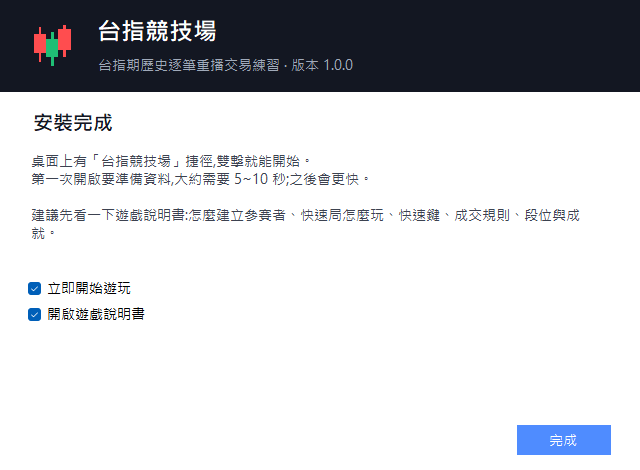 台指競技場
台指期歷史逐筆重播交易練習 · 版本 1.0.0
安裝完成
桌面上有「台指競技場」捷徑,雙擊就能開始。
第一次開啟要準備資料,大約需要 5~10 秒;之後會更快。
建議先看一下遊戲說明書:怎麼建立參賽者、快速局怎麼玩、快速鍵、成交規則、段位與成
就。
立即開始遊玩
開啟遊戲說明書
完成